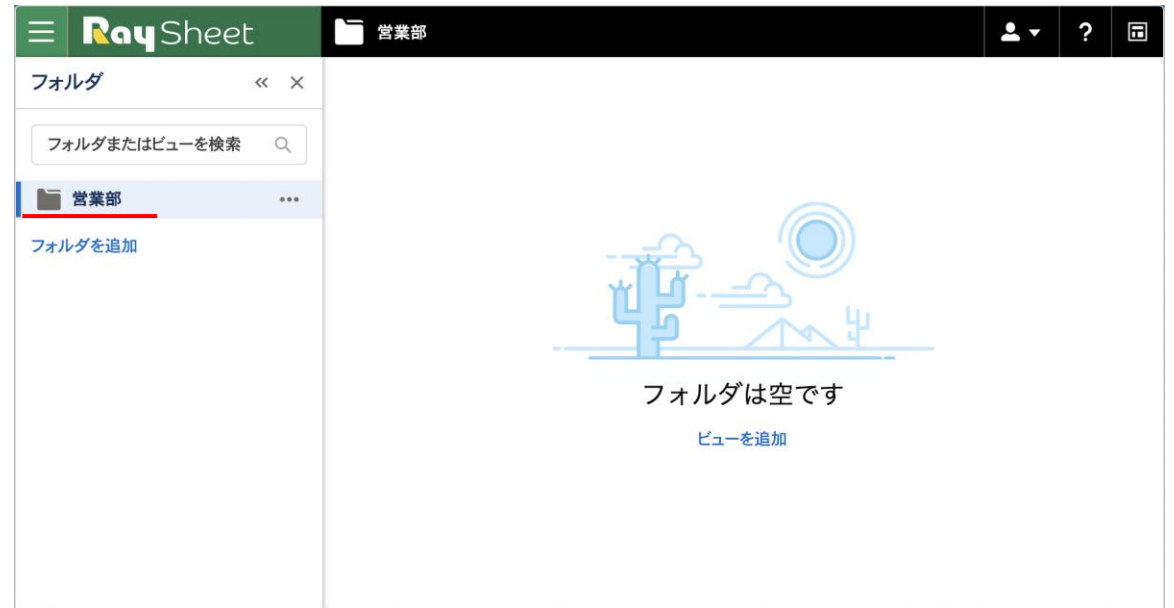 RaySheet
営業部
フォルダ
フォルダまたはビューを検索
営業部
フォルダを追加
フォルダは空です
ビューを追加